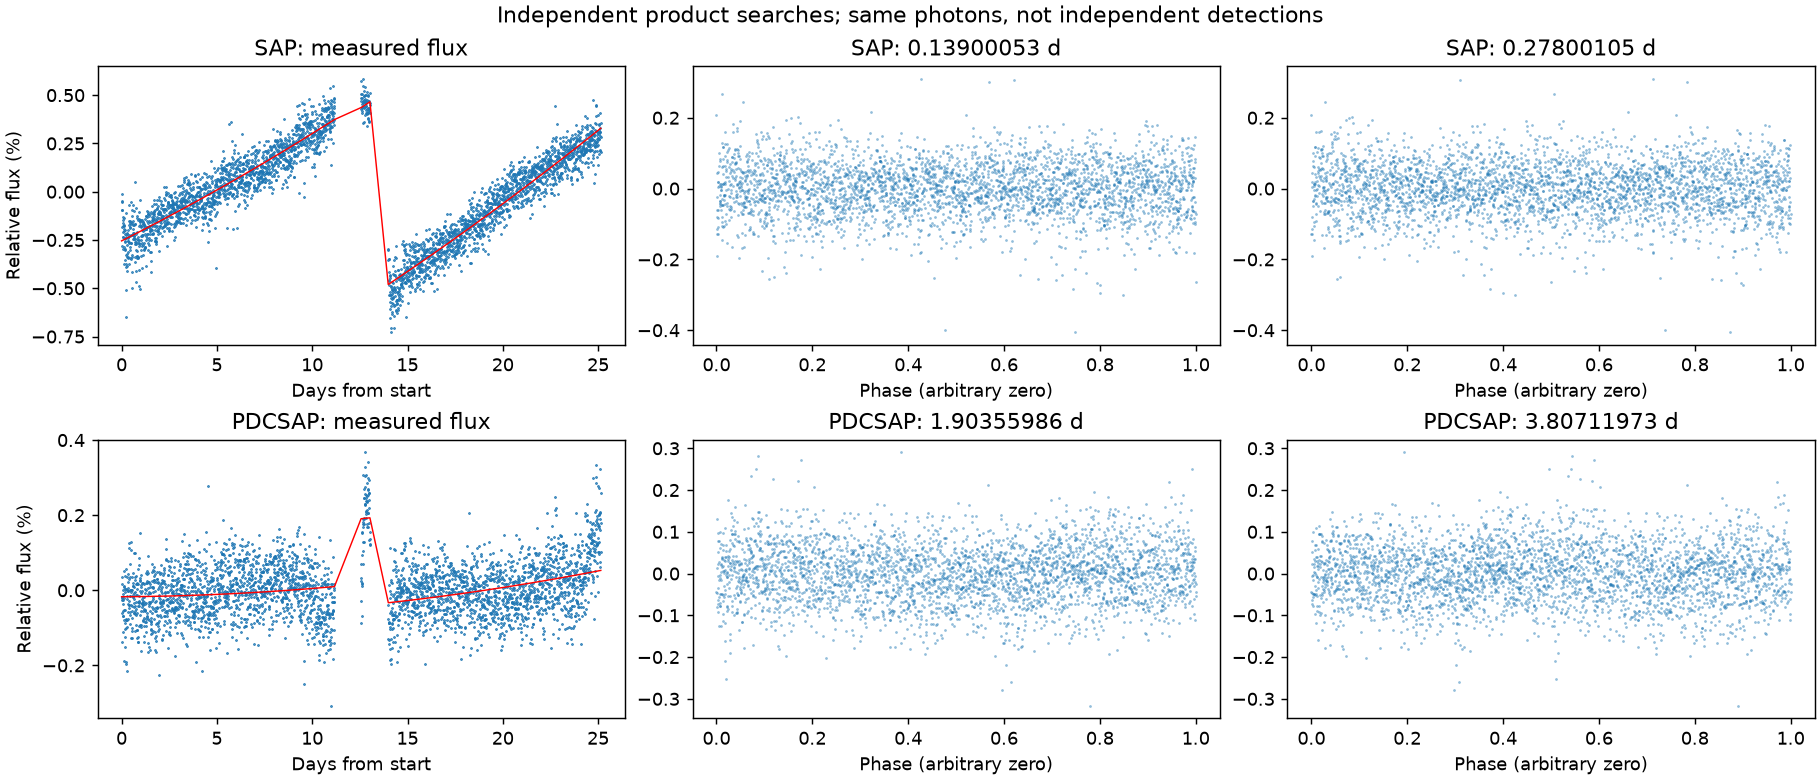 Independent product searches; same photons, not independent detections
SAP: measured flux
SAP: 0.13900053 d
SAP: 0.27800105 d
Relative flux (%)
0.50
0.25
0.00
−0.25
−0.50
−0.75
0 5 10 15 20 25
Days from start
0.2
0.0
−0.2
−0.4
0.0 0.2 0.4 0.6 0.8 1.0
Phase (arbitrary zero)
0.2
0.0
−0.2
−0.4
0.0 0.2 0.4 0.6 0.8 1.0
Phase (arbitrary zero)
PDCSAP: measured flux
PDCSAP: 1.90355986 d
PDCSAP: 3.80711973 d
Relative flux (%)
0.4
0.2
0.0
−0.2
0 5 10 15 20 25
Days from start
0.3
0.2
0.1
0.0
−0.1
−0.2
−0.3
0.0 0.2 0.4 0.6 0.8 1.0
Phase (arbitrary zero)
0.3
0.2
0.1
0.0
−0.1
−0.2
−0.3
0.0 0.2 0.4 0.6 0.8 1.0
Phase (arbitrary zero)